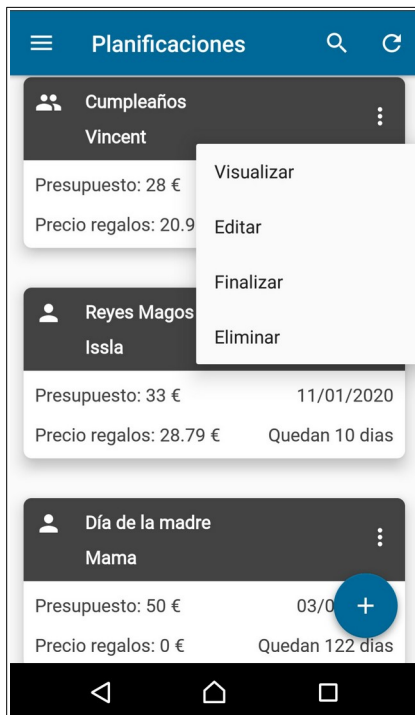 Planificaciones
Cumpleaños
Vincent
Visualizar
Presupuesto: 28 €
Editar
Precio regalos: 20.9
Finalizar
Reyes Magos
Eliminar
Issla
Presupuesto: 33 € 11/01/2020
Precio regalos: 28.79 € Quedan 10 dias
Día de la madre
Mama
Presupuesto: 50 € 03/0
Precio regalos: 0 € Quedan 122 dias